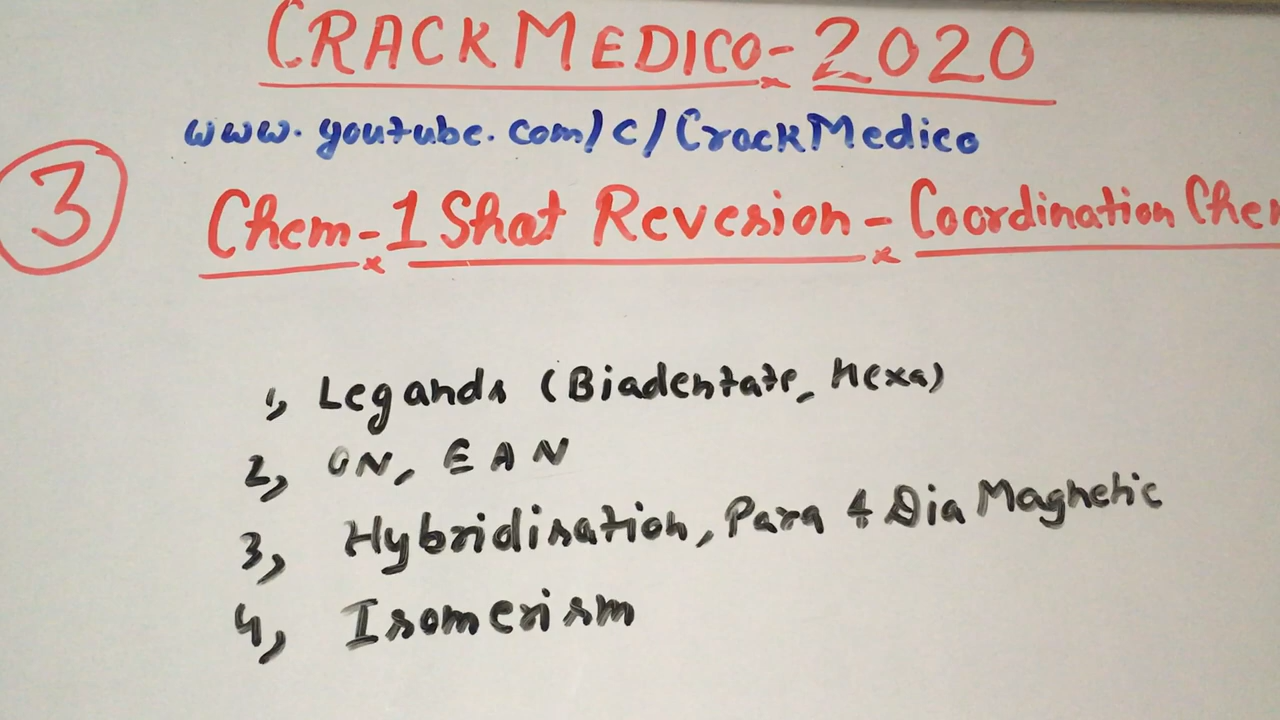 CRACKMEDICO-2020
www.youtube.com/c/CrackMedico
3 Chem-1 Shot Revesion - Coordination Chem
1, Legands (Biadentate, Hexa)
2, ON, EAN
3, Hybridisation, Para & Dia Magnetic
4, Isomerism